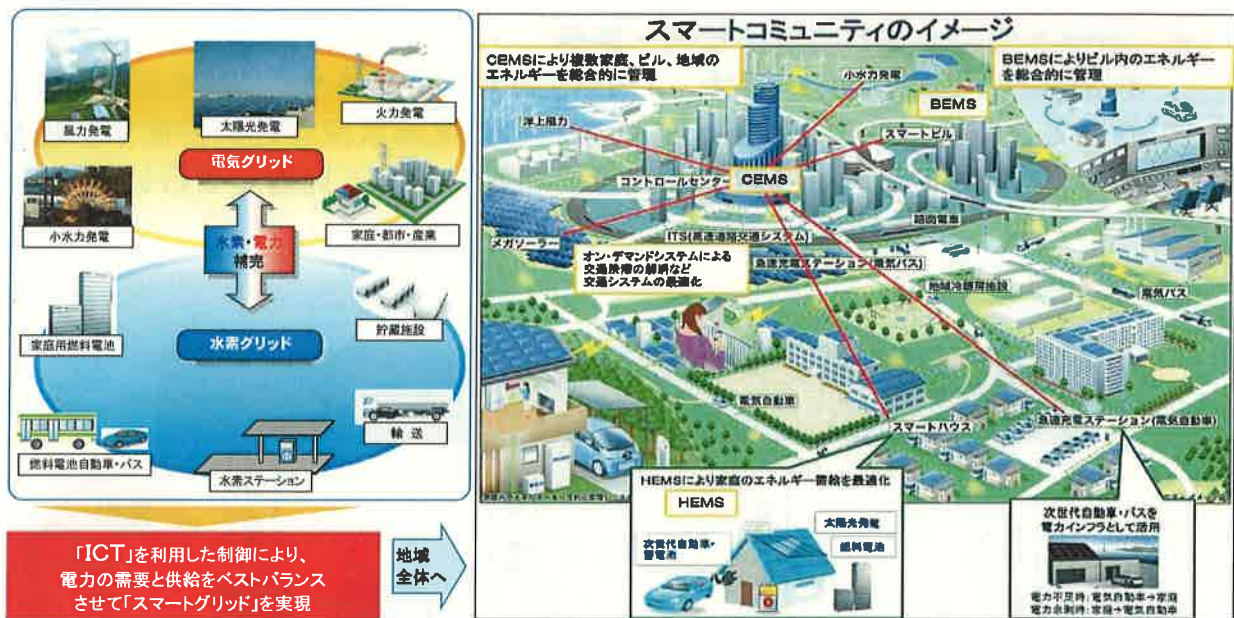 風力発電
太陽光発電
火力発電
電気グリッド
小水力発電
家庭・都市・産業
水素・電力
補完
家庭用燃料電池
水素グリッド
貯蔵施設
燃料電池自動車・バス
水素ステーション
輸 送
「ICT」を利用した制御により、
電力の需要と供給をベストバランス
させて「スマートグリッド」を実現
地域
全体へ
スマートコミュニティのイメージ
CEMSにより複数家庭、ビル、地域の
エネルギーを総合的に管理
小水力発電
BEMSによりビル内のエネルギー
を総合的に管理
BEMS
洋上風力
スマートビル
コントロールセンター
CEMS
路面電車
メガソーラー
ITS(高速道路交通システム)
オン・デマンドシステムによる
交通渋滞の解消など
交通システムの最適化
急速充電ステーション(電気バス)
地域冷暖房施設
電気バス
電気自動車
スマートハウス
急速充電ステーション(電気自動車)
HEMSにより家庭のエネルギー需給を最適化
HEMS
太陽光発電
次世代自動車・
蓄電池
燃料電池
次世代自動車・バスを
電力インフラとして活用
電力不足時:電気自動車→家庭
電力余剰時:家庭→電気自動車